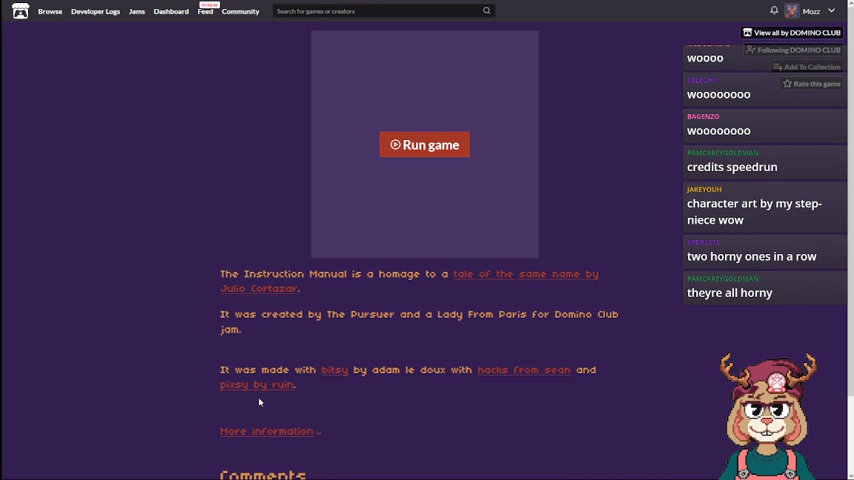 Browse
Developer Logs
Jams
Dashboard
Feed
Community
Search for games or creators
Mozz
View all by DOMINO CLUB
Following DOMINO CLUB
Add To Collection
Rate this game
woooo
woooooooo
BAGENZO
woooooooo
PAMCAREYGOLDMAN
credits speedrun
JAKEYOUH
character art by my step-
niece wow
two horny ones in a row
PAMCAREYGOLDMAN
theyre all horny
Run game
The Instruction Manual is a homage to a tale of the same name by
Julio Cortazar.
It was created by The Pursuer and a Lady From Paris for Domino Club
jam.
It was made with bitsy by adam le doux with hacks from sean and
pixsy by ruin.
More information
Comments